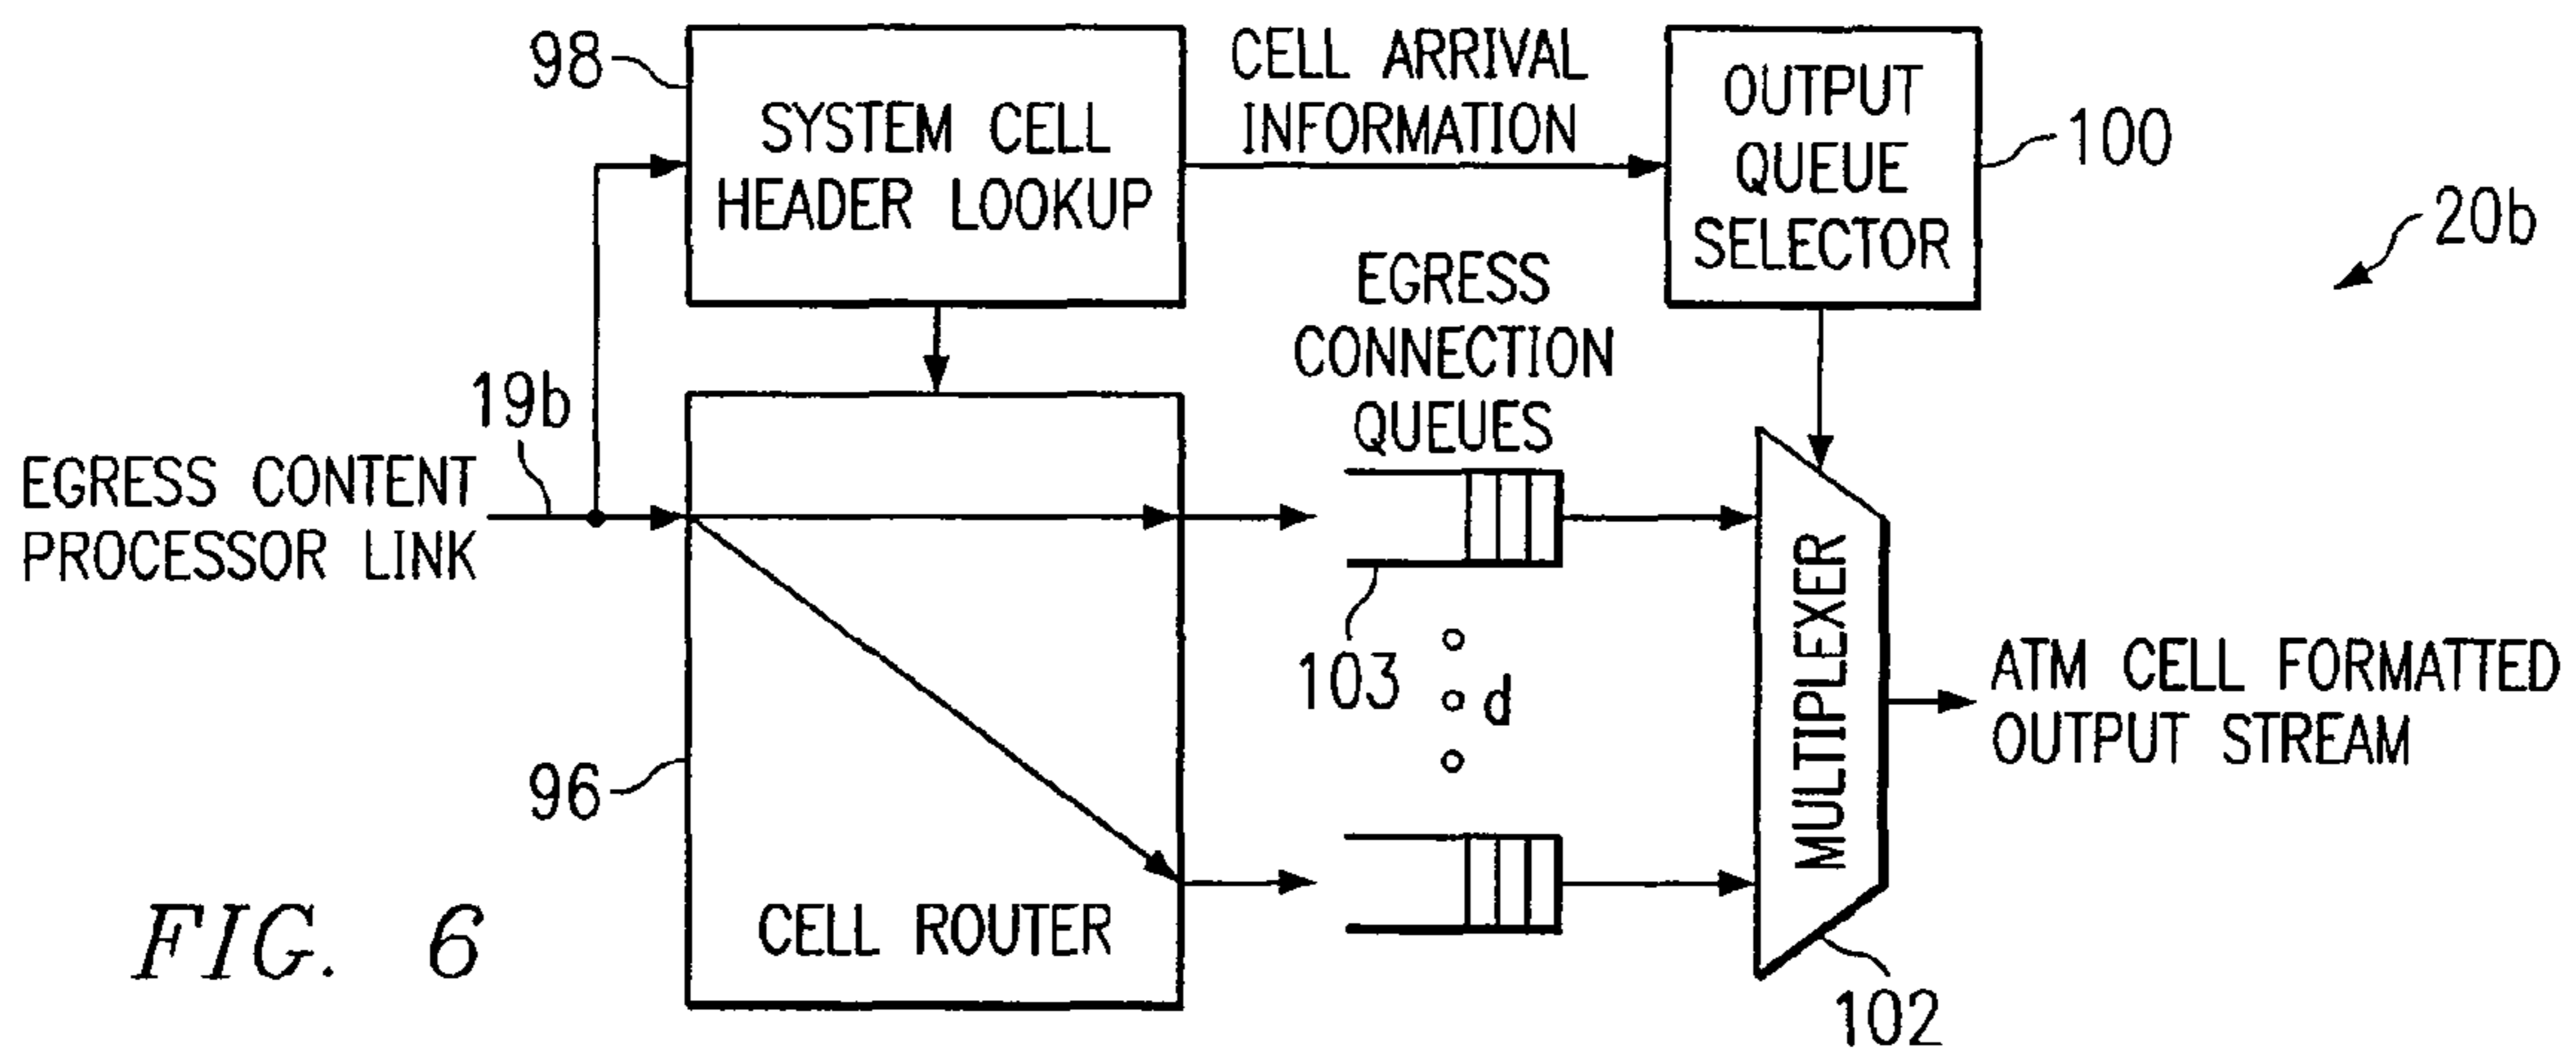 98
SYSTEM CELL
HEADER LOOKUP
CELL ARRIVAL
INFORMATION
OUTPUT
QUEUE
SELECTOR
100
20b
EGRESS
CONNECTION
QUEUES
19b
EGRESS CONTENT
PROCESSOR LINK
103
d
MULTIPLEXER
ATM CELL FORMATTED
OUTPUT STREAM
96
CELL ROUTER
102
FIG. 6